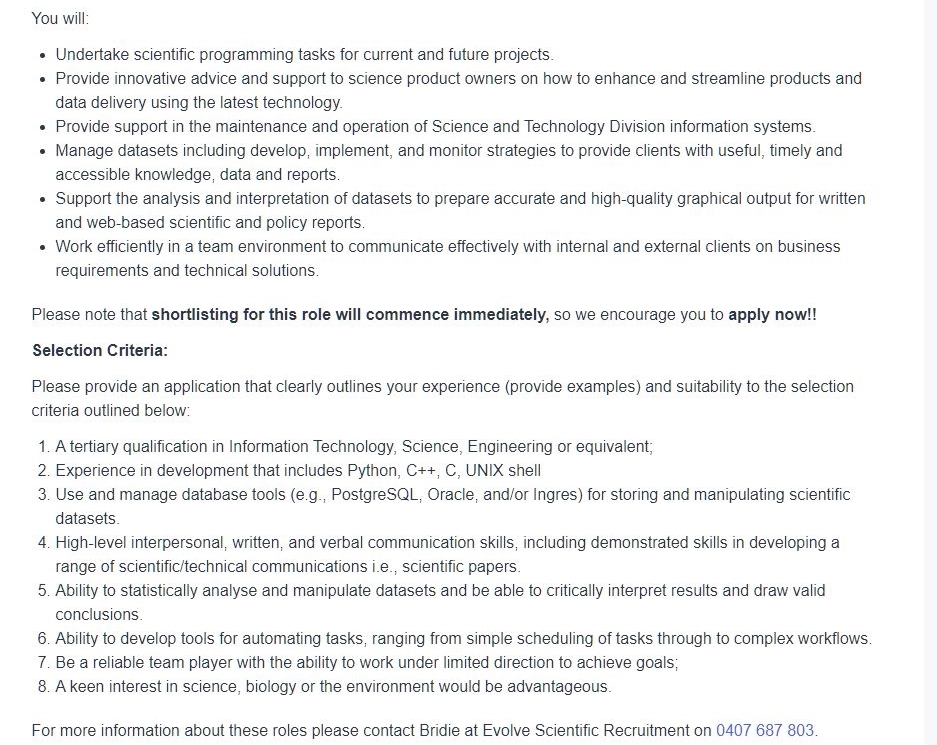 You will:
• Undertake scientific programming tasks for current and future projects.
• Provide innovative advice and support to science product owners on how to enhance and streamline products and
data delivery using the latest technology.
• Provide support in the maintenance and operation of Science and Technology Division information systems.
• Manage datasets including develop, implement, and monitor strategies to provide clients with useful, timely and
accessible knowledge, data and reports.
• Support the analysis and interpretation of datasets to prepare accurate and high-quality graphical output for written
and web-based scientific and policy reports.
• Work efficiently in a team environment to communicate effectively with internal and external clients on business
requirements and technical solutions.
Please note that shortlisting for this role will commence immediately, so we encourage you to apply now!!
Selection Criteria:
Please provide an application that clearly outlines your experience (provide examples) and suitability to the selection
criteria outlined below:
1. A tertiary qualification in Information Technology, Science, Engineering or equivalent;
2. Experience in development that includes Python, C++, C, UNIX shell
3. Use and manage database tools (e.g., PostgreSQL, Oracle, and/or Ingres) for storing and manipulating scientific
datasets.
4. High-level interpersonal, written, and verbal communication skills, including demonstrated skills in developing a
range of scientific/technical communications i.e., scientific papers.
5. Ability to statistically analyse and manipulate datasets and be able to critically interpret results and draw valid
conclusions.
6. Ability to develop tools for automating tasks, ranging from simple scheduling of tasks through to complex workflows.
7. Be a reliable team player with the ability to work under limited direction to achieve goals;
8. A keen interest in science, biology or the environment would be advantageous.
For more information about these roles please contact Bridie at Evolve Scientific Recruitment on 0407 687 803.